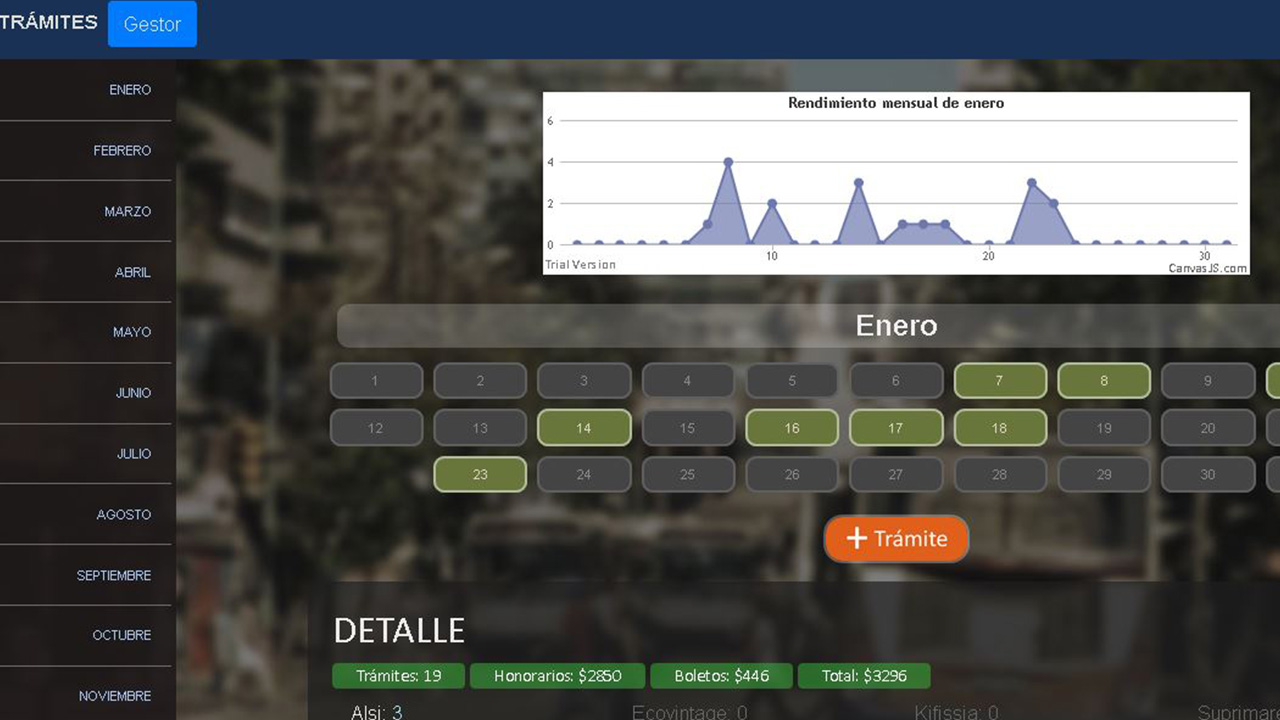 TRÁMITES Gestor
ENERO
FEBRERO
MARZO
ABRIL
MAYO
JUNIO
JULIO
AGOSTO
SEPTIEMBRE
OCTUBRE
NOVIEMBRE
Rendimiento mensual de enero
6
4
2
0
10 20 30
Trial Version CanvasJS.com
Enero
1 2 3 4 5 6 7 8 9
12 13 14 15 16 17 18 19 20
23 24 25 26 27 28 29 30
+ Trámite
DETALLE
Trámites: 19 Honorarios: $2850 Boletos: $446 Total: $3296
Alsi: 3 Ecovintage: 0 Kifissia: 0 Suprimar